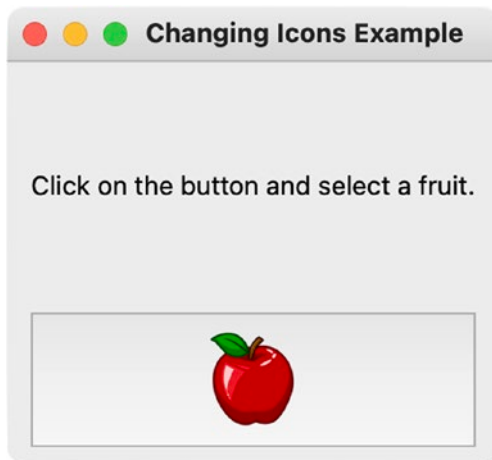 Changing Icons Example
Click on the button and select a fruit.